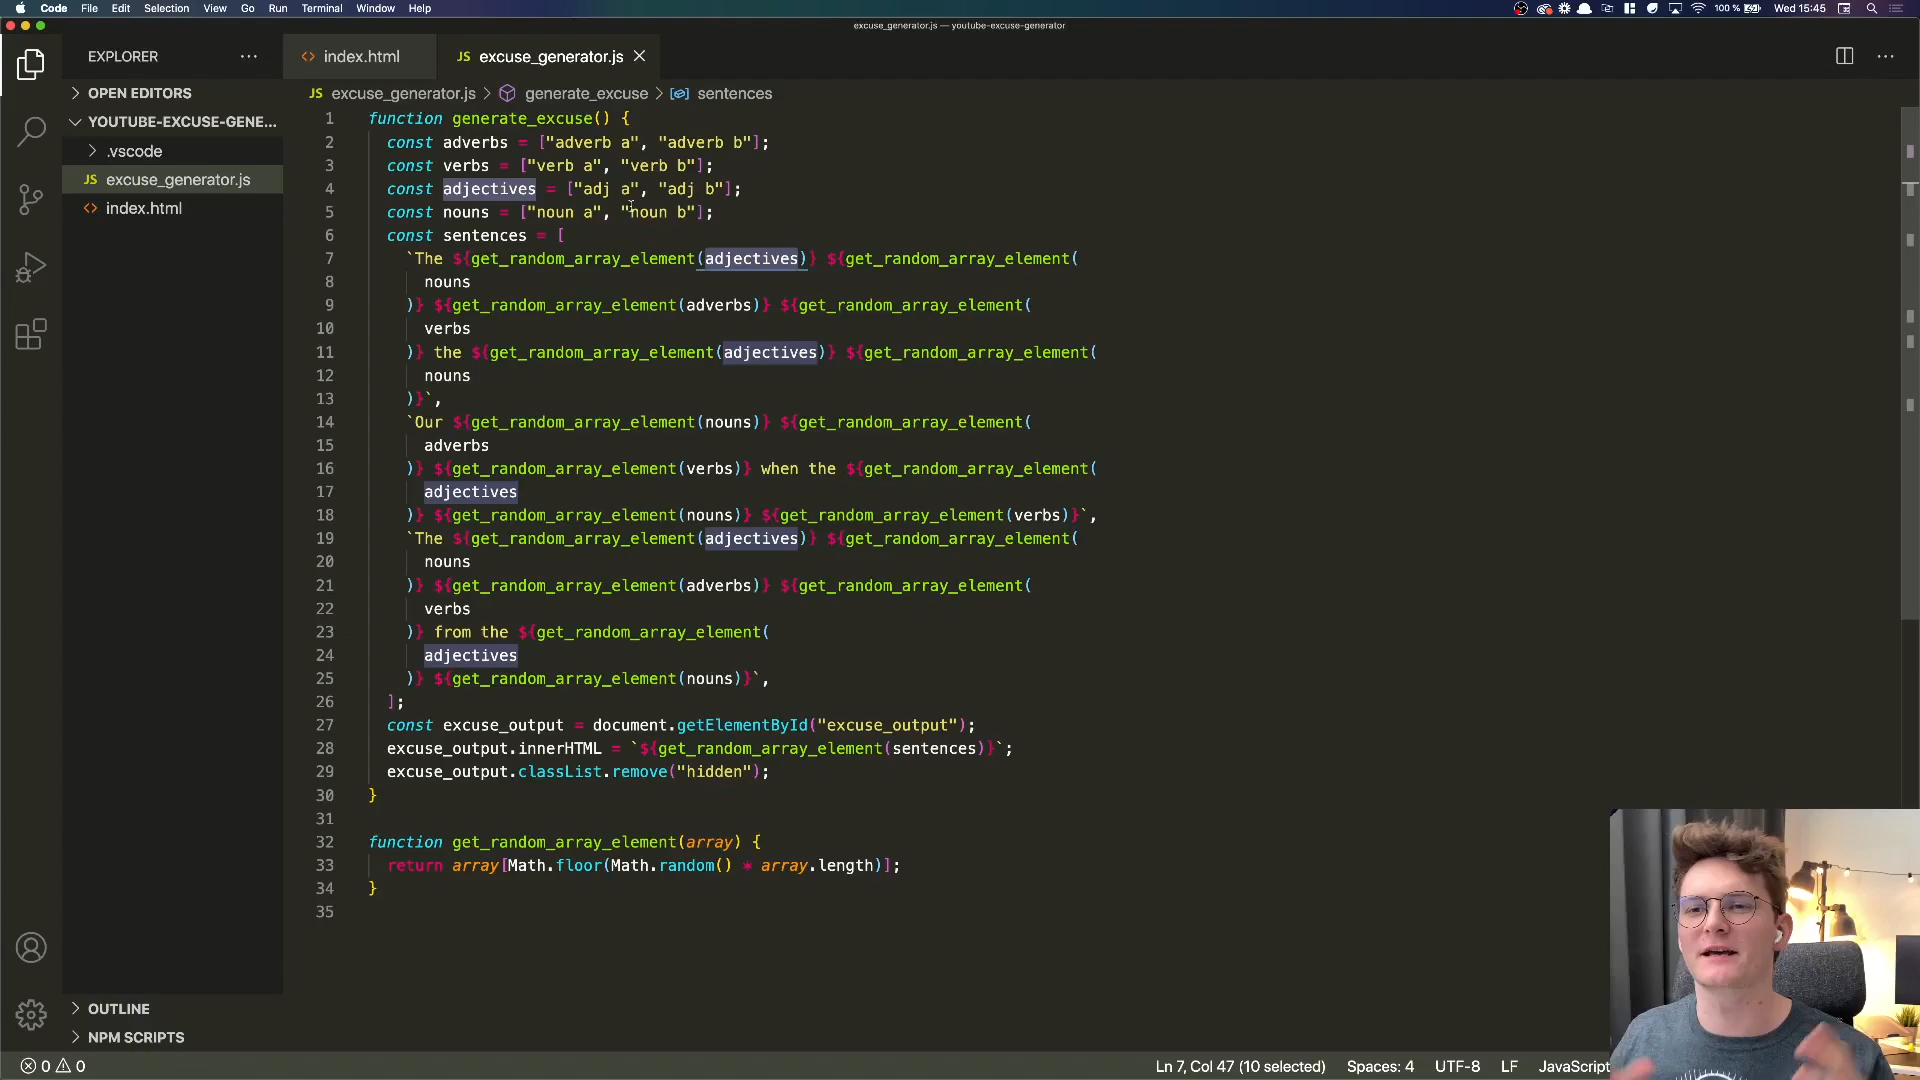 Code File Edit Selection View Go Run Terminal Window Help 100 % Wed 15:45
excuse_generator.js — youtube-excuse-generator
EXPLORER ··· <> index.html JS excuse_generator.js ×
> OPEN EDITORS
JS excuse_generator.js > generate_excuse > sentences
YOUTUBE-EXCUSE-GENE...
> .vscode
JS excuse_generator.js
<> index.html
1 function generate_excuse() {
2 const adverbs = ["adverb a", "adverb b"];
3 const verbs = ["verb a", "verb b"];
4 const adjectives = ["adj a", "adj b"];
5 const nouns = ["noun a", "noun b"];
6 const sentences = [
7 `The ${get_random_array_element(adjectives)} ${get_random_array_element(
8 nouns
9 )} ${get_random_array_element(adverbs)} ${get_random_array_element(
10 verbs
11 )} the ${get_random_array_element(adjectives)} ${get_random_array_element(
12 nouns
13 )}`,
14 `Our ${get_random_array_element(nouns)} ${get_random_array_element(
15 adverbs
16 )} ${get_random_array_element(verbs)} when the ${get_random_array_element(
17 adjectives
18 )} ${get_random_array_element(nouns)} ${get_random_array_element(verbs)}`,
19 `The ${get_random_array_element(adjectives)} ${get_random_array_element(
20 nouns
21 )} ${get_random_array_element(adverbs)} ${get_random_array_element(
22 verbs
23 )} from the ${get_random_array_element(
24 adjectives
25 )} ${get_random_array_element(nouns)}`,
26 ];
27 const excuse_output = document.getElementById("excuse_output");
28 excuse_output.innerHTML = `${get_random_array_element(sentences)}`;
29 excuse_output.classList.remove("hidden");
30 }
31
32 function get_random_array_element(array) {
33 return array[Math.floor(Math.random() * array.length)];
34 }
35
> OUTLINE
> NPM SCRIPTS
0 0 Ln 7, Col 47 (10 selected) Spaces: 4 UTF-8 LF JavaScript